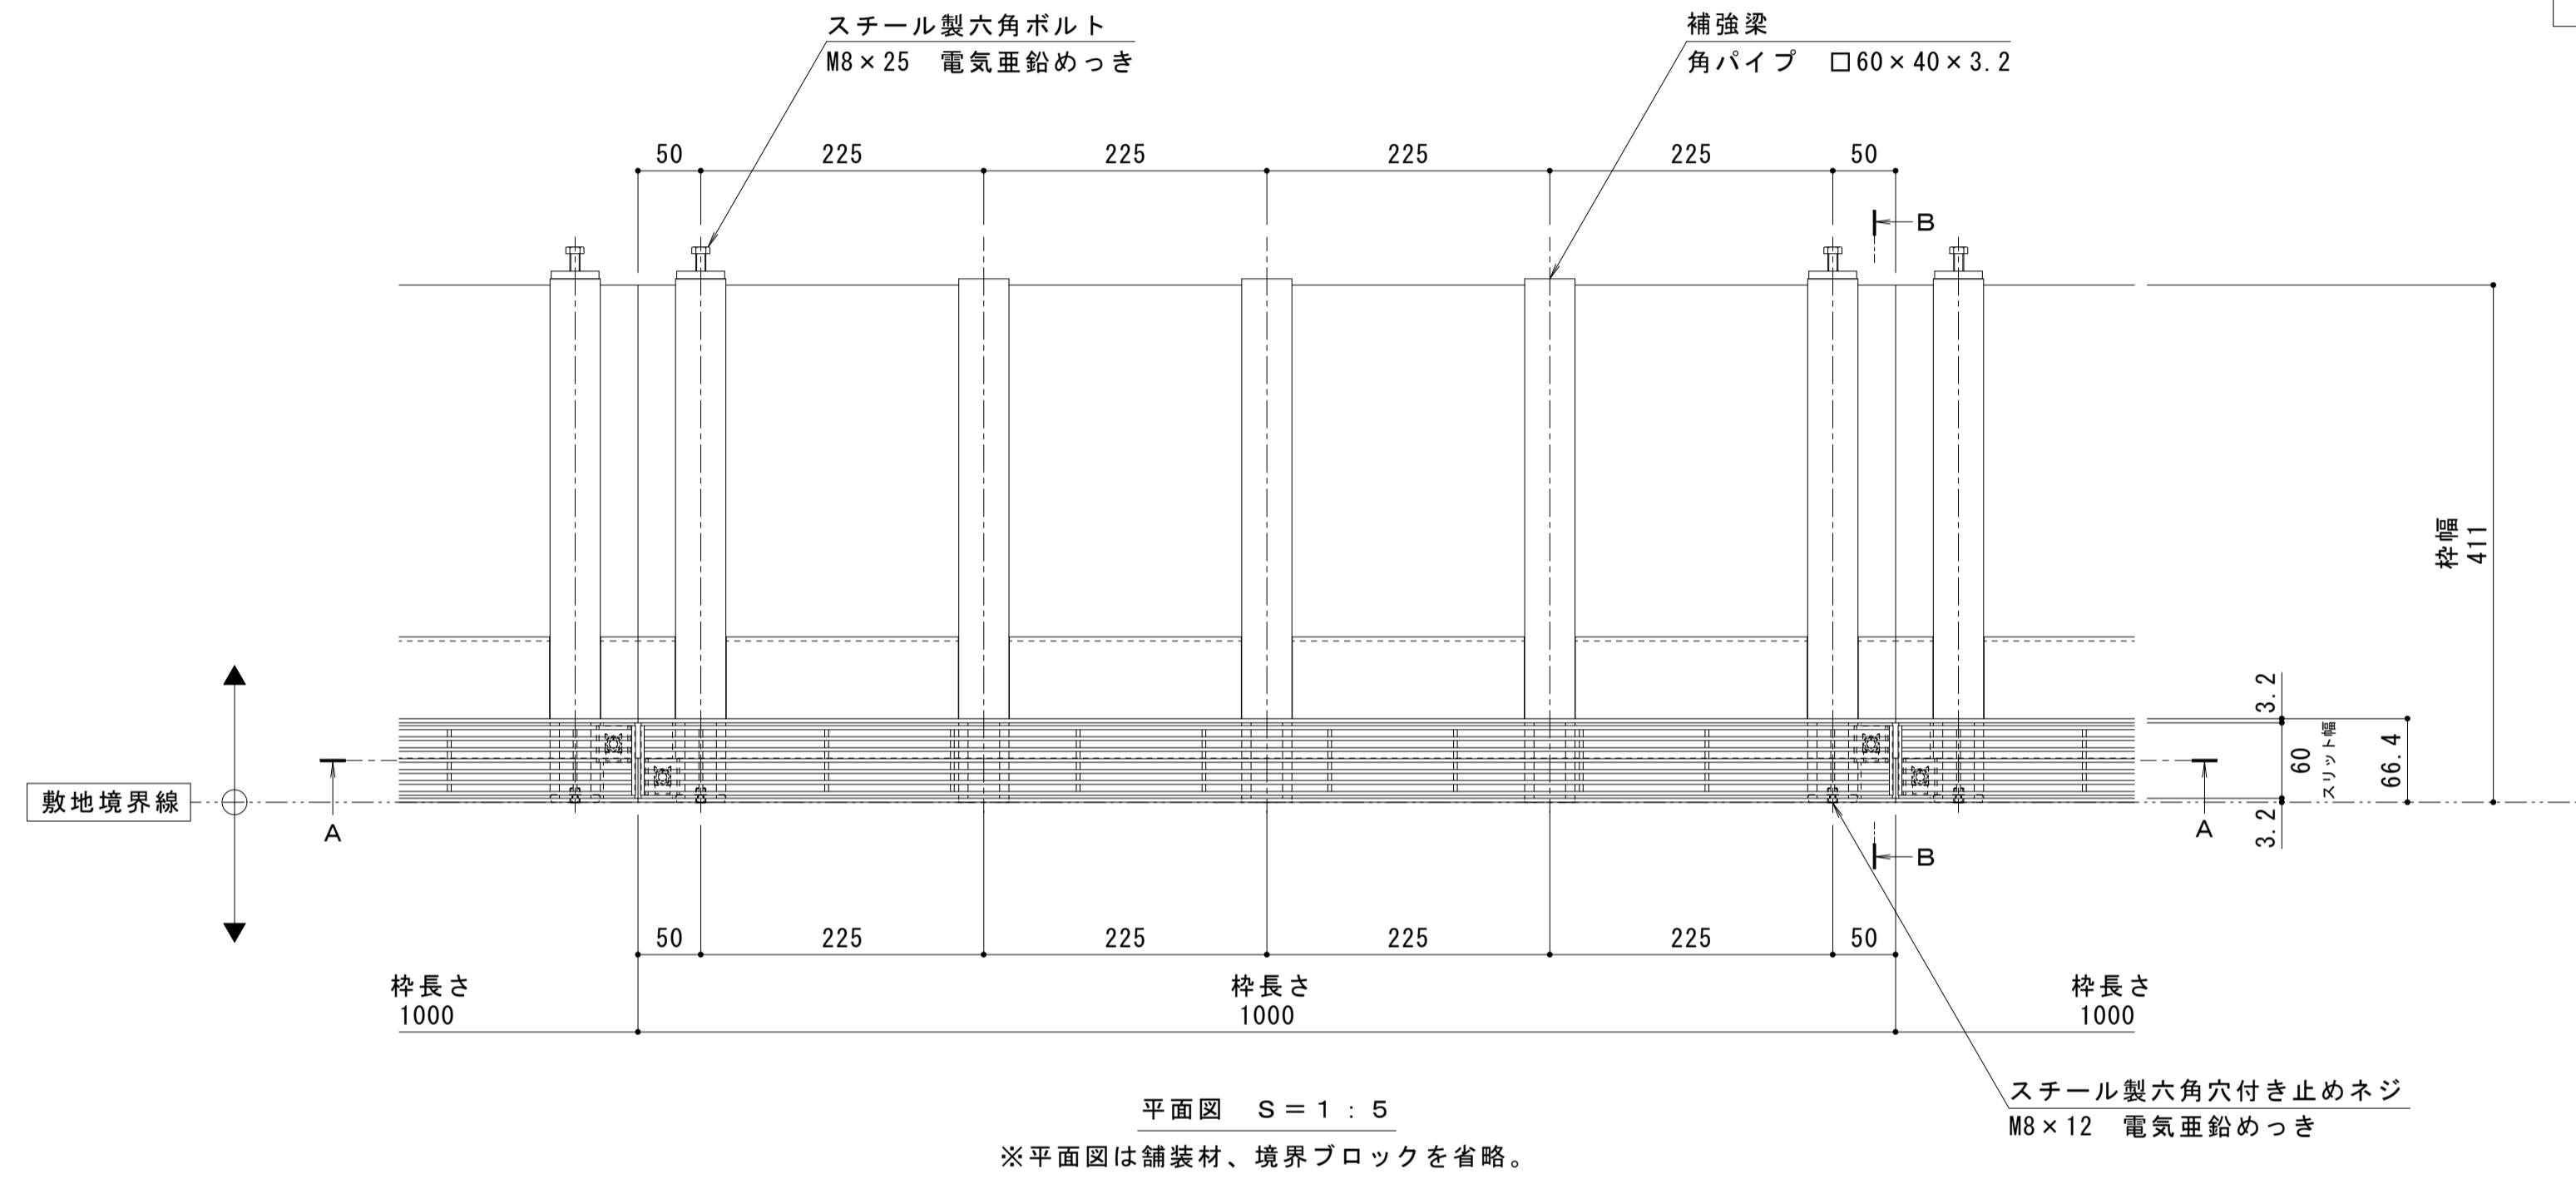 スチール製六角ボルト
M8×25 電気亜鉛めっき
補強梁
角パイプ □60×40×3.2
50 225 225 225 225 50
B
枠幅
411
3.2
60
スリット幅
66.4
3.2
敷地境界線
A
A
B
50 225 225 225 225 50
枠長さ
1000
枠長さ
1000
枠長さ
1000
スチール製六角穴付き止めネジ
M8×12 電気亜鉛めっき
平面図 S=1:5
※平面図は舗装材、境界ブロックを省略。